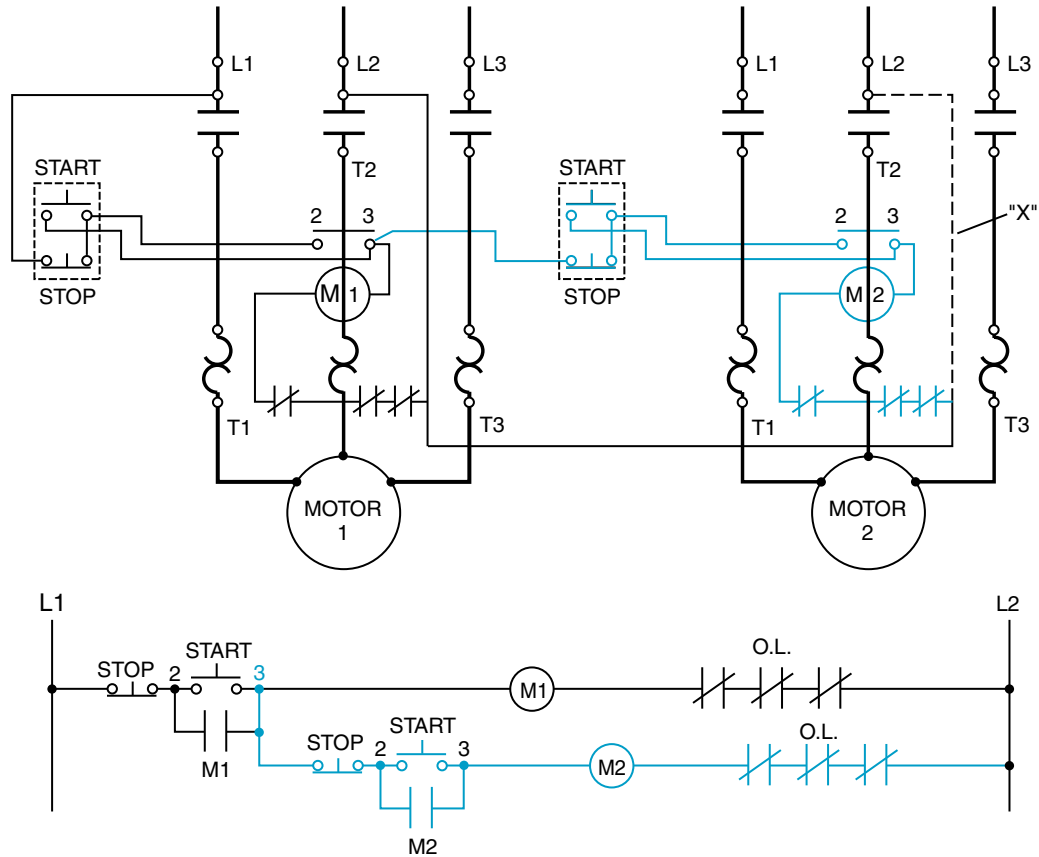 L1 L2 L3 L1 L2 L3
START T2 START T2 "X"
2 3 2 3
STOP M 1 STOP M 2
T1 T3 T1 T3
MOTOR MOTOR
1 2
L1 L2
START O.L.
STOP 2 3
M1
START O.L.
STOP 2 3
M1 M2
M2